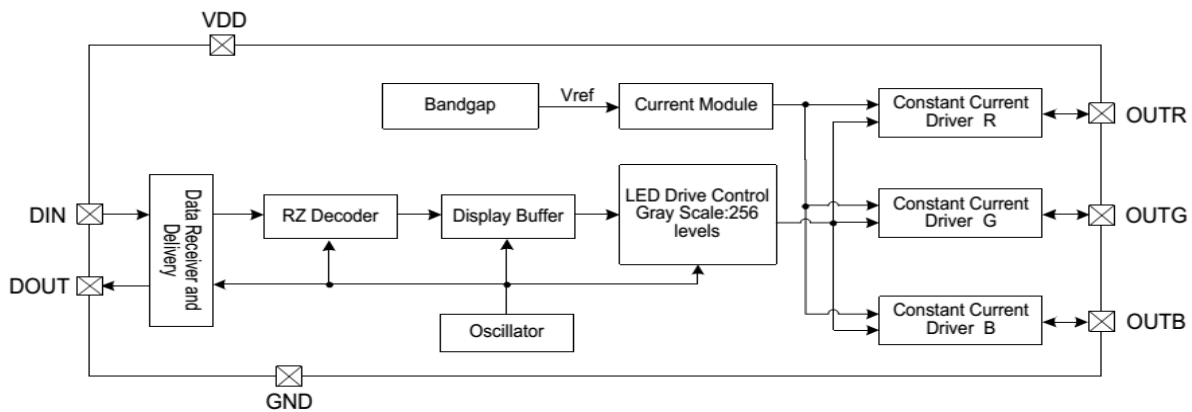 VDD
Bandgap
Vref
Current Module
Constant Current
Driver R
OUTR
DIN
DOUT
Data Receiver and
Delivery
RZ Decoder
Display Buffer
LED Drive Control
Gray Scale:256
levels
Constant Current
Driver G
OUTG
Oscillator
Constant Current
Driver B
OUTB
GND